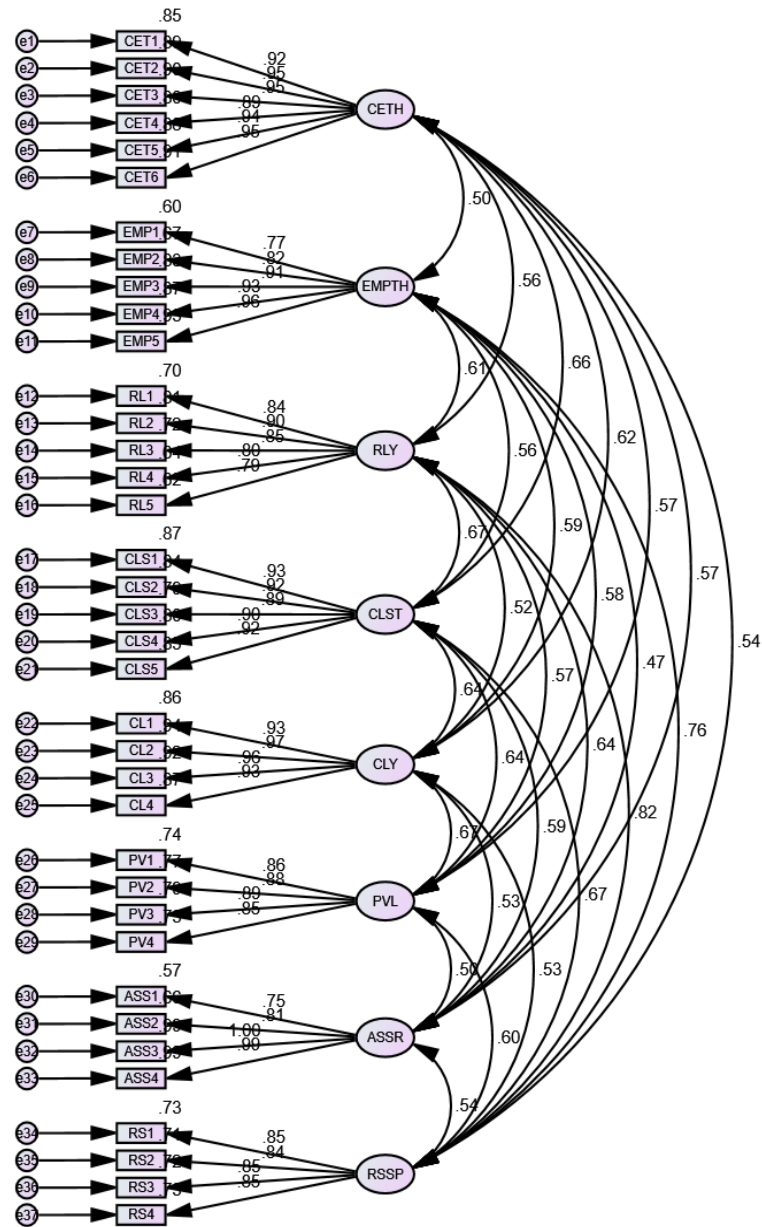 .85
e1 CET1
e2 CET2
e3 CET3
e4 CET4
e5 CET5
e6 CET6
.92
.95
.95
.89
.94
.95
CETH
.60
e7 EMP1
e8 EMP2
e9 EMP3
e10 EMP4
e11 EMP5
.77
.82
.91
.93
.96
EMPTH
.70
e12 RL1
e13 RL2
e14 RL3
e15 RL4
e16 RL5
.84
.90
.85
.80
.79
RLY
.87
e17 CLS1
e18 CLS2
e19 CLS3
e20 CLS4
e21 CLS5
.93
.92
.89
.90
.92
CLST
.86
e22 CL1
e23 CL2
e24 CL3
e25 CL4
.93
.97
.96
.93
CLY
.74
e26 PV1
e27 PV2
e28 PV3
e29 PV4
.86
.88
.89
.85
PVL
.57
e30 ASS1
e31 ASS2
e32 ASS3
e33 ASS4
.75
.81
1.00
.99
ASSR
.73
e34 RS1
e35 RS2
e36 RS3
e37 RS4
.85
.84
.85
.85
RSSP
.50
.56
.66
.62
.57
.57
.54
.61
.56
.59
.58
.47
.76
.67
.52
.57
.64
.82
.64
.64
.59
.67
.67
.53
.53
.50
.60
.54